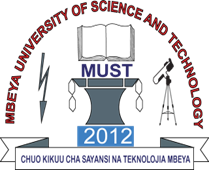 MBEYA UNIVERSITY OF SCIENCE AND TECHNOLOGY
MUST
2012
CHUO KIKUU CHA SAYANSI NA TEKNOLOJIA MBEYA